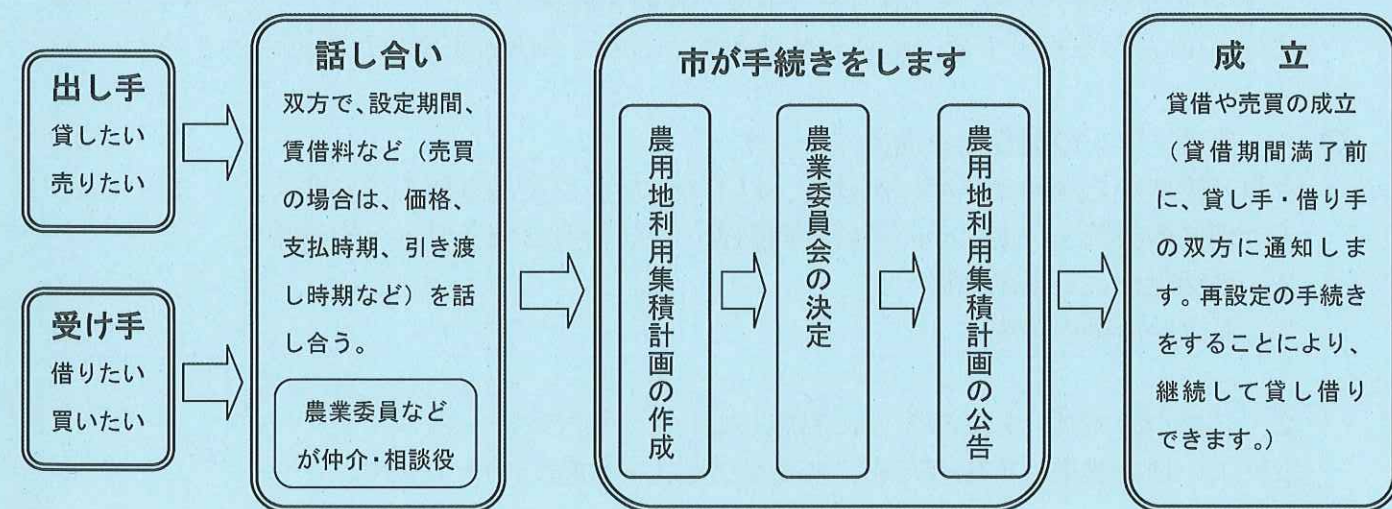 出し手
貸したい
売りたい
受け手
借りたい
買いたい
話し合い
双方で、設定期間、
賃借料など（売買
の場合は、価格、
支払時期、引き渡
し時期など）を話
し合う。
農業委員など
が仲介・相談役
市が手続きをします
農用地利用集積計画の作成
農業委員会の決定
農用地利用集積計画の公告
成　立
貸借や売買の成立
（貸借期間満了前
に、貸し手・借り手
の双方に通知しま
す。再設定の手続き
をすることにより、
継続して貸し借り
できます。）